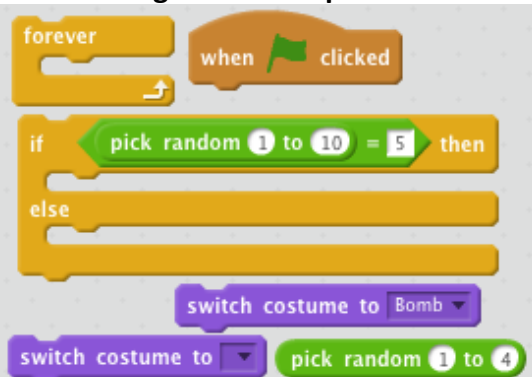 forever
when clicked
if pick random 1 to 10 = 5 then
else
switch costume to Bomb
switch costume to pick random 1 to 4